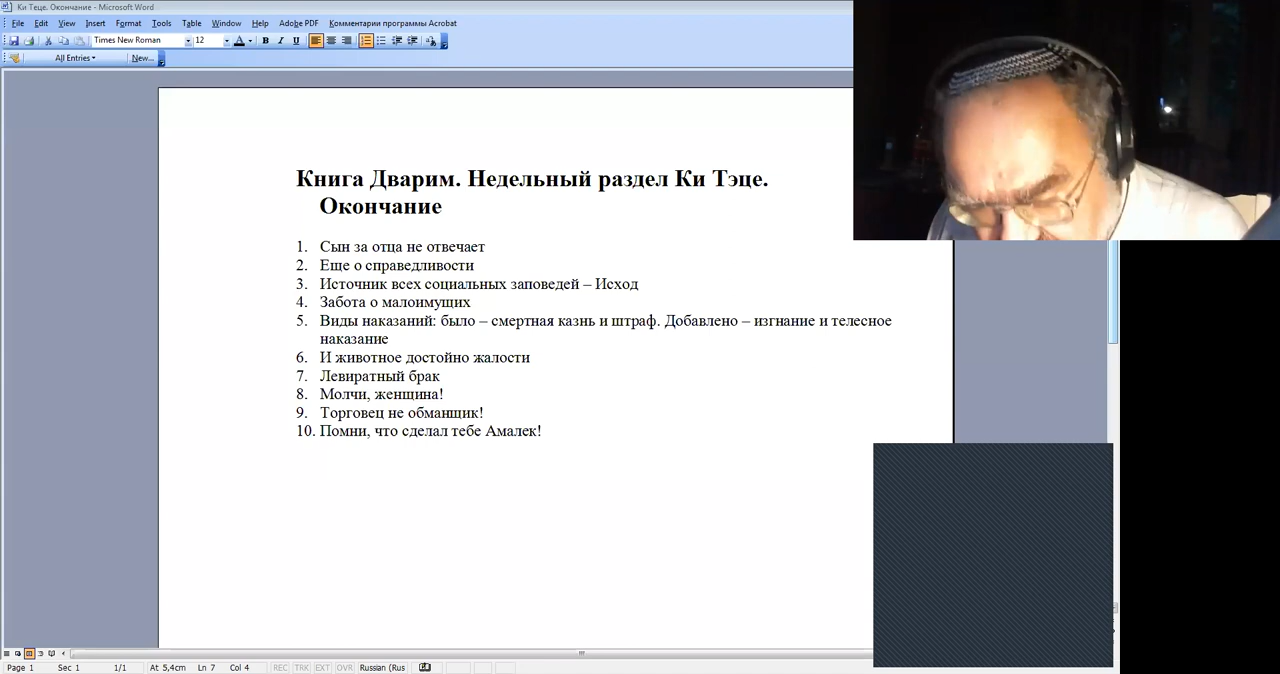 Ки Теце. Окончание - Microsoft Word
File Edit View Insert Format Tools Table Window Help Adobe PDF Комментарии программы Acrobat
Times New Roman 12 A B I U
All Entries New...
Книга Дварим. Недельный раздел Ки Тэце.
Окончание
1. Сын за отца не отвечает
2. Еще о справедливости
3. Источник всех социальных заповедей – Исход
4. Забота о малоимущих
5. Виды наказаний: было – смертная казнь и штраф. Добавлено – изгнание и телесное
наказание
6. И животное достойно жалости
7. Левиратный брак
8. Молчи, женщина!
9. Торговец не обманщик!
10. Помни, что сделал тебе Амалек!
Page 1 Sec 1 1/1 At 5,4cm Ln 7 Col 4 REC TRK EXT OVR Russian (Rus